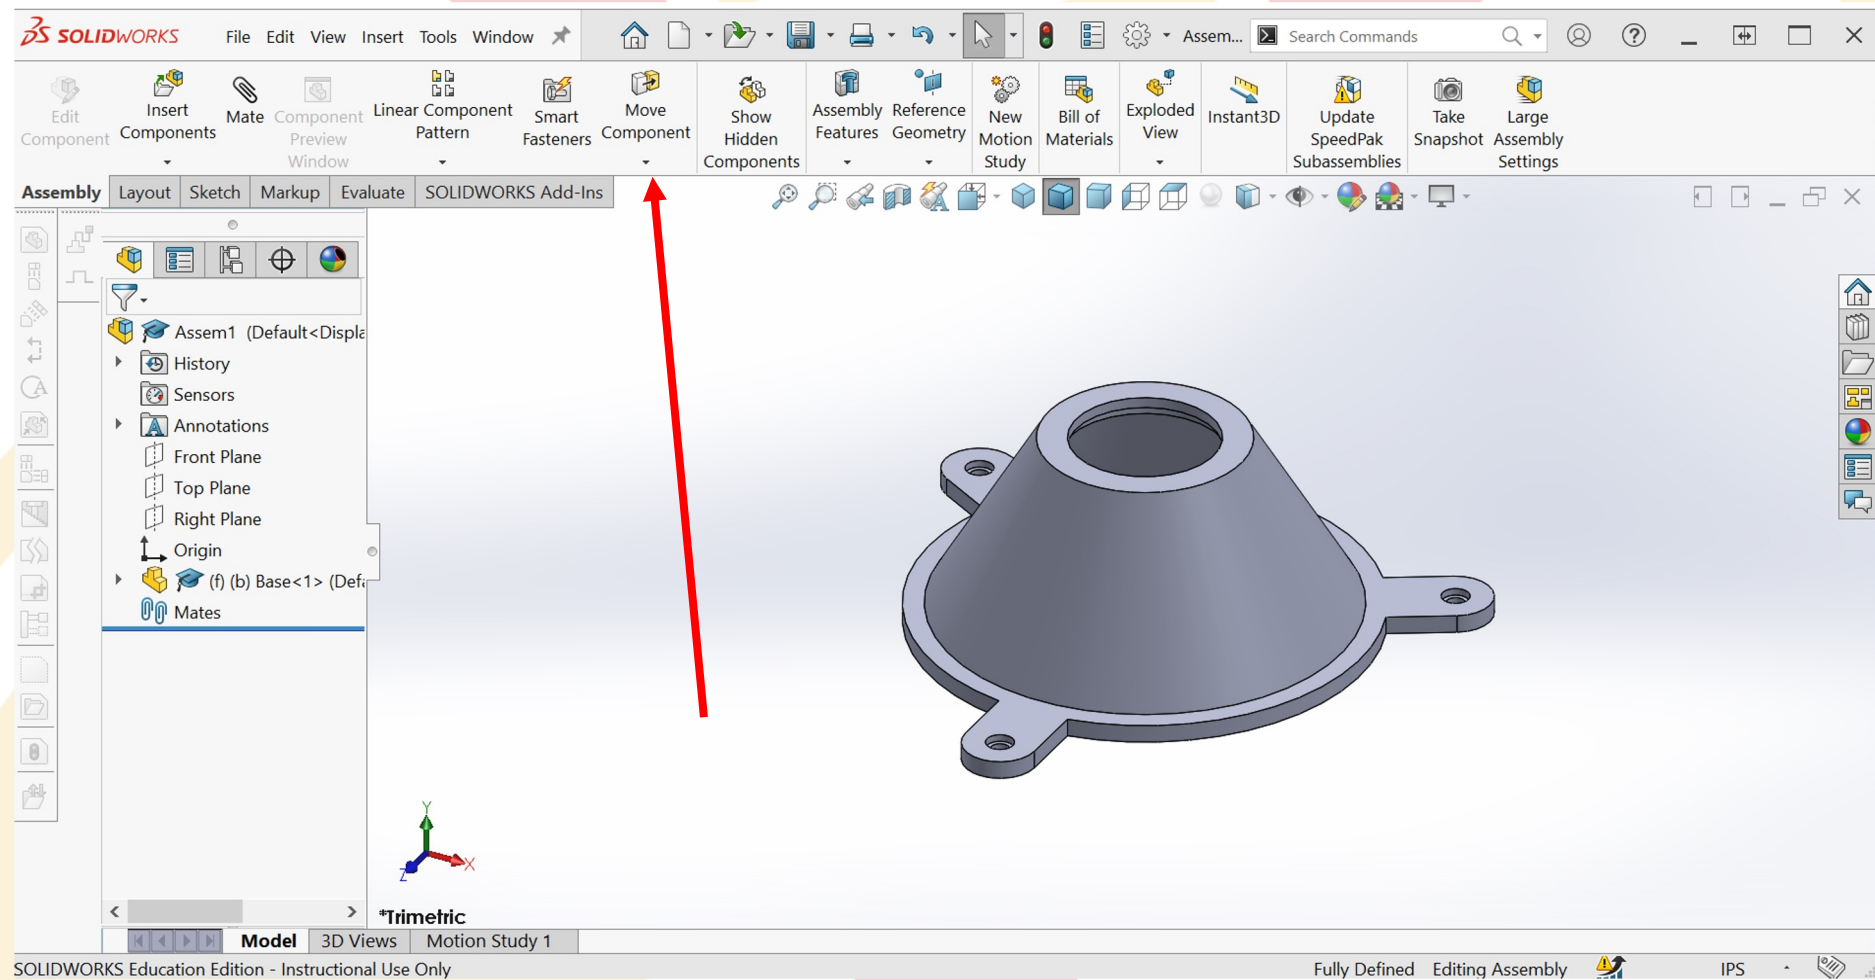 SOLIDWORKS File Edit View Insert Tools Window Assem... Search Commands
Edit Component
Insert Components
Mate
Component Preview Window
Linear Component Pattern
Smart Fasteners
Move Component
Show Hidden Components
Assembly Features
Reference Geometry
New Motion Study
Bill of Materials
Exploded View
Instant3D
Update SpeedPak Subassemblies
Take Snapshot
Large Assembly Settings
Assembly Layout Sketch Markup Evaluate SOLIDWORKS Add-Ins
Assem1 (Default<Displa
History
Sensors
Annotations
Front Plane
Top Plane
Right Plane
Origin
(f) (b) Base<1> (Defa
Mates
Y
X
Z
*Trimetric
Model 3D Views Motion Study 1
SOLIDWORKS Education Edition - Instructional Use Only Fully Defined Editing Assembly IPS